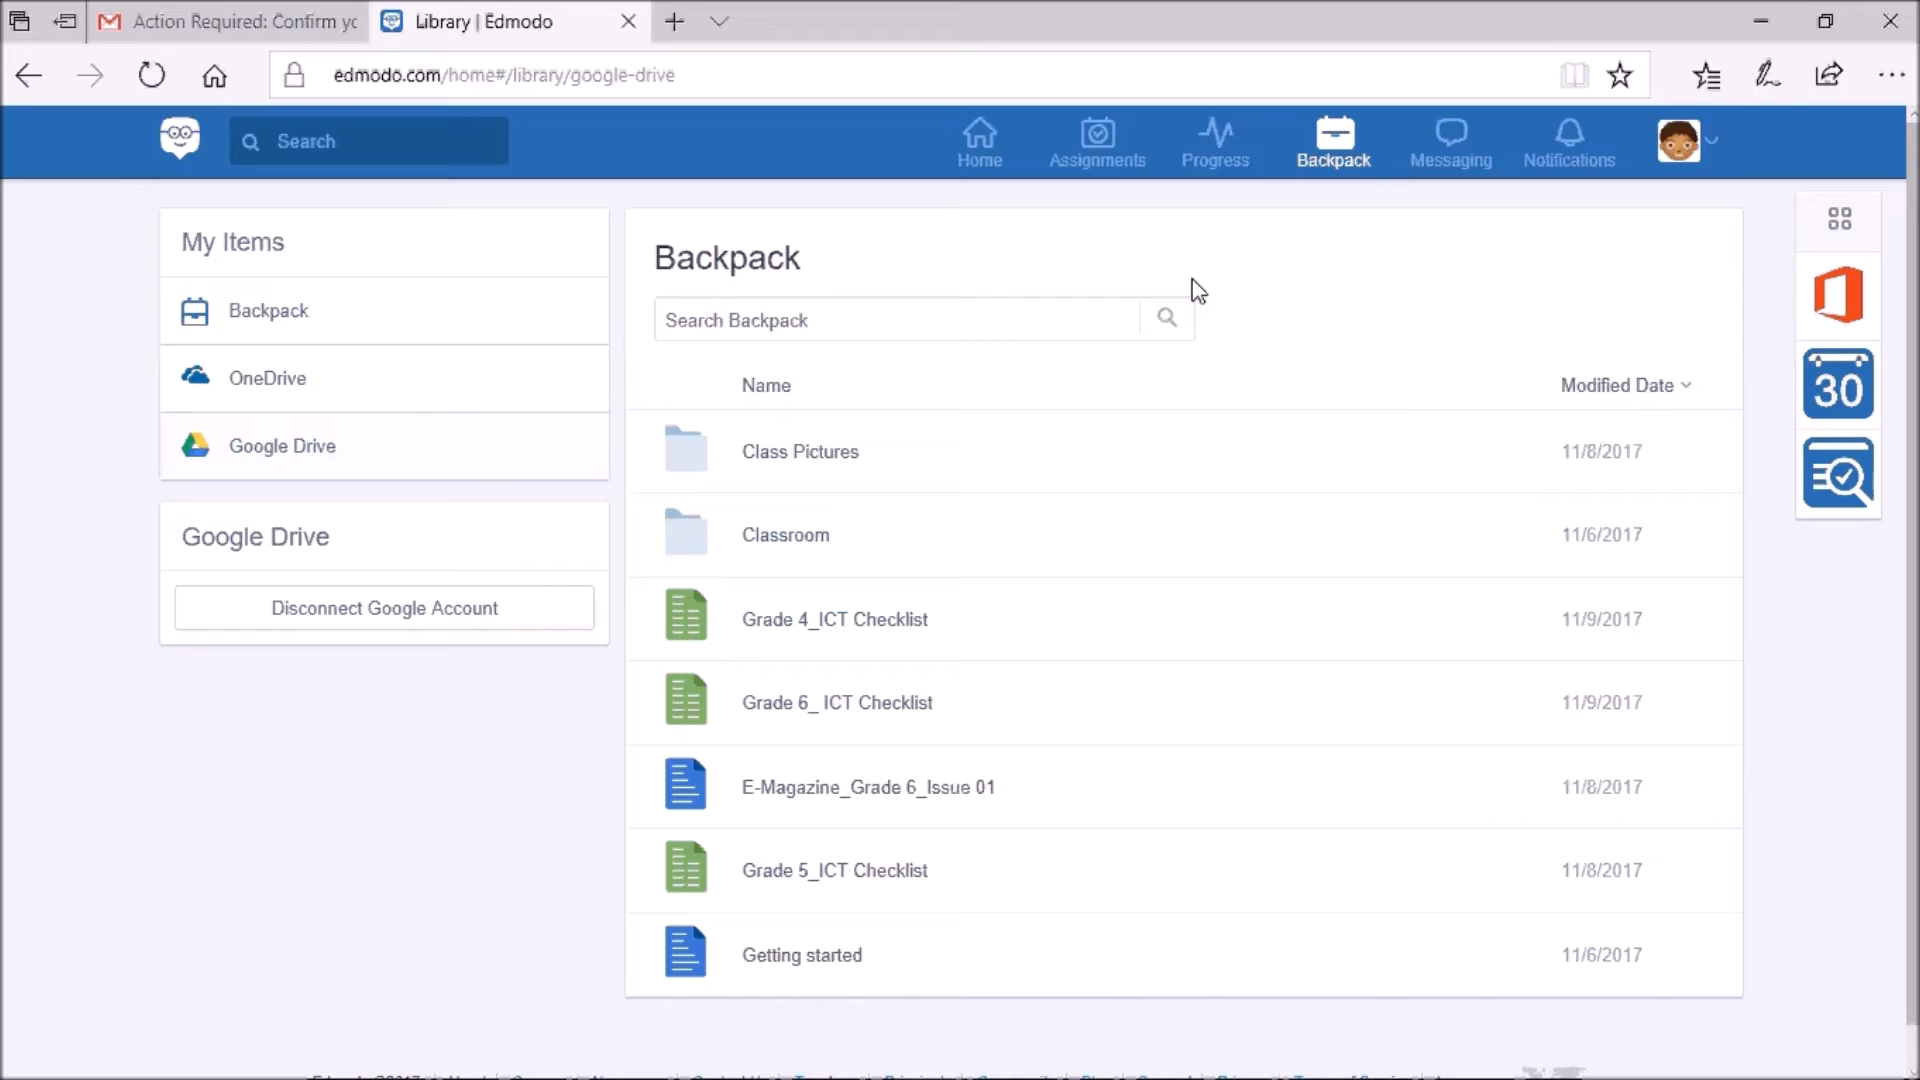 Action Required: Confirm yc
Library | Edmodo
edmodo.com/home#/library/google-drive
Search
Home
Assignments
Progress
Backpack
Messaging
Notifications
My Items
Backpack
OneDrive
Google Drive
Google Drive
Disconnect Google Account
Backpack
Search Backpack
Name
Modified Date
Class Pictures
11/8/2017
Classroom
11/6/2017
Grade 4_ICT Checklist
11/9/2017
Grade 6_ ICT Checklist
11/9/2017
E-Magazine_Grade 6_Issue 01
11/8/2017
Grade 5_ICT Checklist
11/8/2017
Getting started
11/6/2017
30